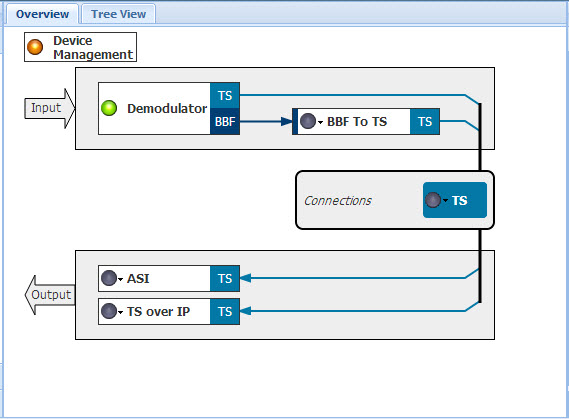 Overview
Tree View
Device
Management
Input
Demodulator
TS
BBF
BBF To TS
TS
Connections
TS
Output
ASI
TS
TS over IP
TS